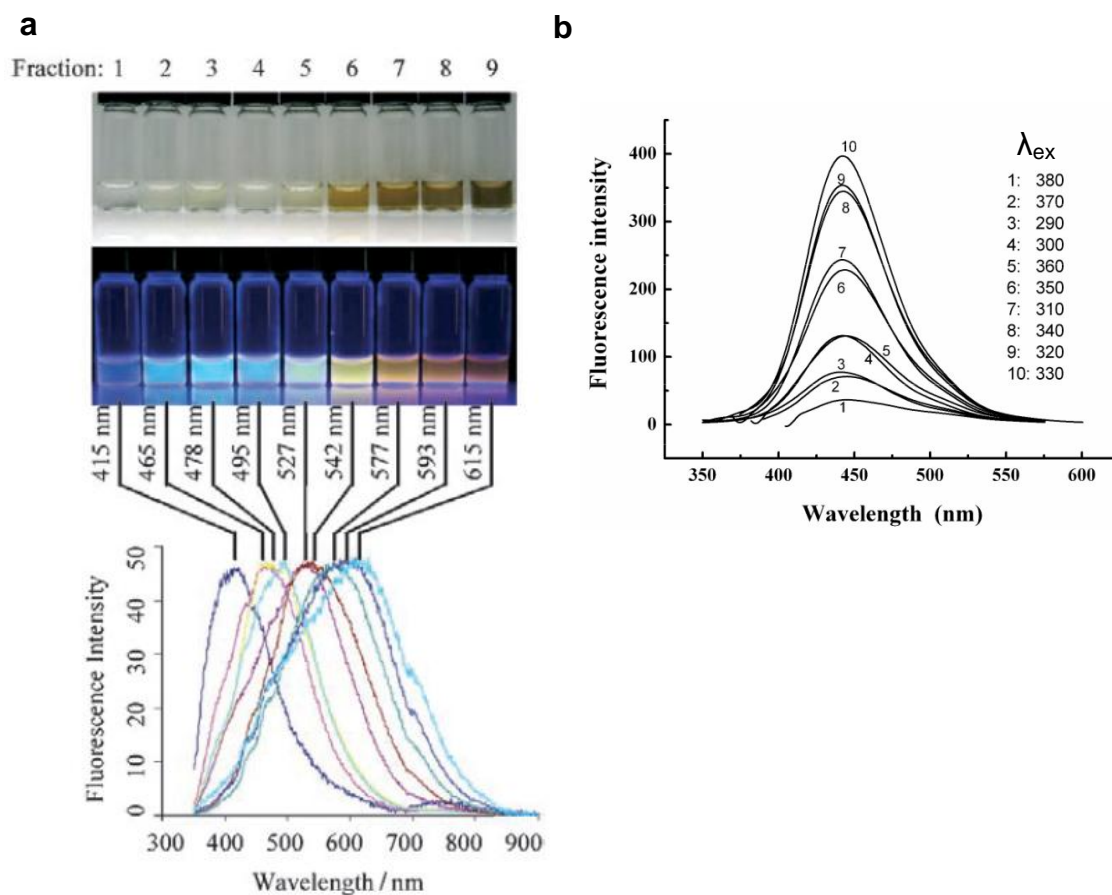 a
Fraction: 1 2 3 4 5 6 7 8 9
415 nm
465 nm
478 nm
495 nm
527 nm
542 nm
577 nm
593 nm
615 nm
Fluorescence Intensity
50
40
30
20
10
0
300 400 500 600 700 800 900
Wavelength / nm
b
Fluorescence intensity
400
300
200
100
0
10
9
8
7
6
5
4
3
2
1
λex
1: 380
2: 370
3: 290
4: 300
5: 360
6: 350
7: 310
8: 340
9: 320
10: 330
350 400 450 500 550 600
Wavelength (nm)